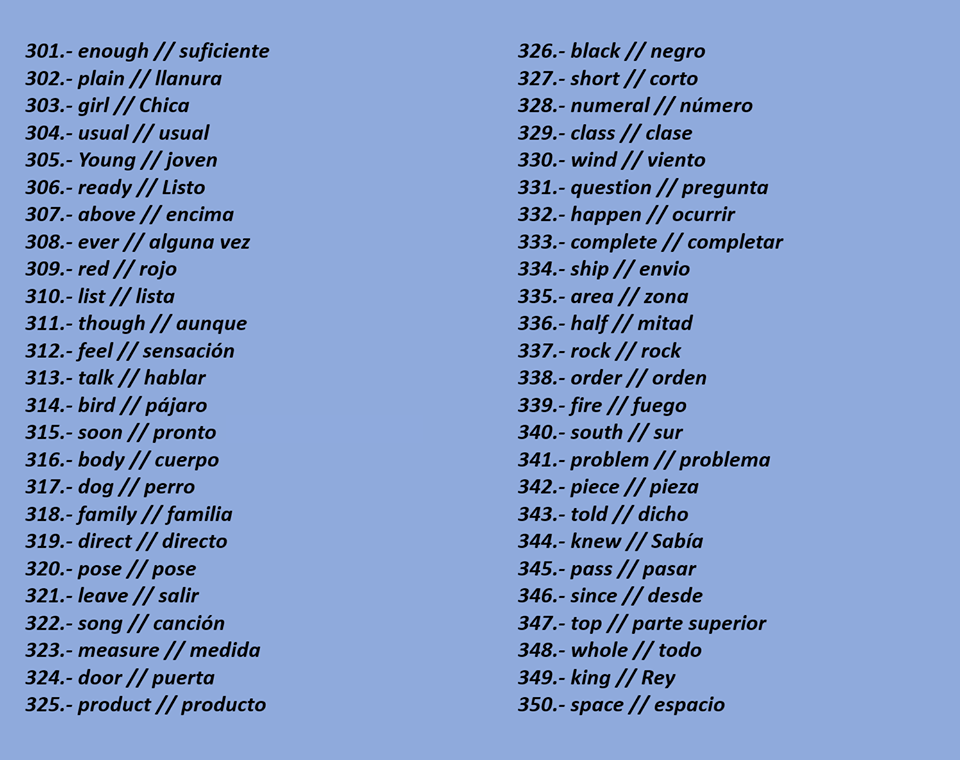 301.- enough // suficiente
302.- plain // llanura
303.- girl // Chica
304.- usual // usual
305.- Young // joven
306.- ready // Listo
307.- above // encima
308.- ever // alguna vez
309.- red // rojo
310.- list // lista
311.- though // aunque
312.- feel // sensación
313.- talk // hablar
314.- bird // pájaro
315.- soon // pronto
316.- body // cuerpo
317.- dog // perro
318.- family // familia
319.- direct // directo
320.- pose // pose
321.- leave // salir
322.- song // canción
323.- measure // medida
324.- door // puerta
325.- product // producto
326.- black // negro
327.- short // corto
328.- numeral // número
329.- class // clase
330.- wind // viento
331.- question // pregunta
332.- happen // ocurrir
333.- complete // completar
334.- ship // envio
335.- area // zona
336.- half // mitad
337.- rock // rock
338.- order // orden
339.- fire // fuego
340.- south // sur
341.- problem // problema
342.- piece // pieza
343.- told // dicho
344.- knew // Sabía
345.- pass // pasar
346.- since // desde
347.- top // parte superior
348.- whole // todo
349.- king // Rey
350.- space // espacio